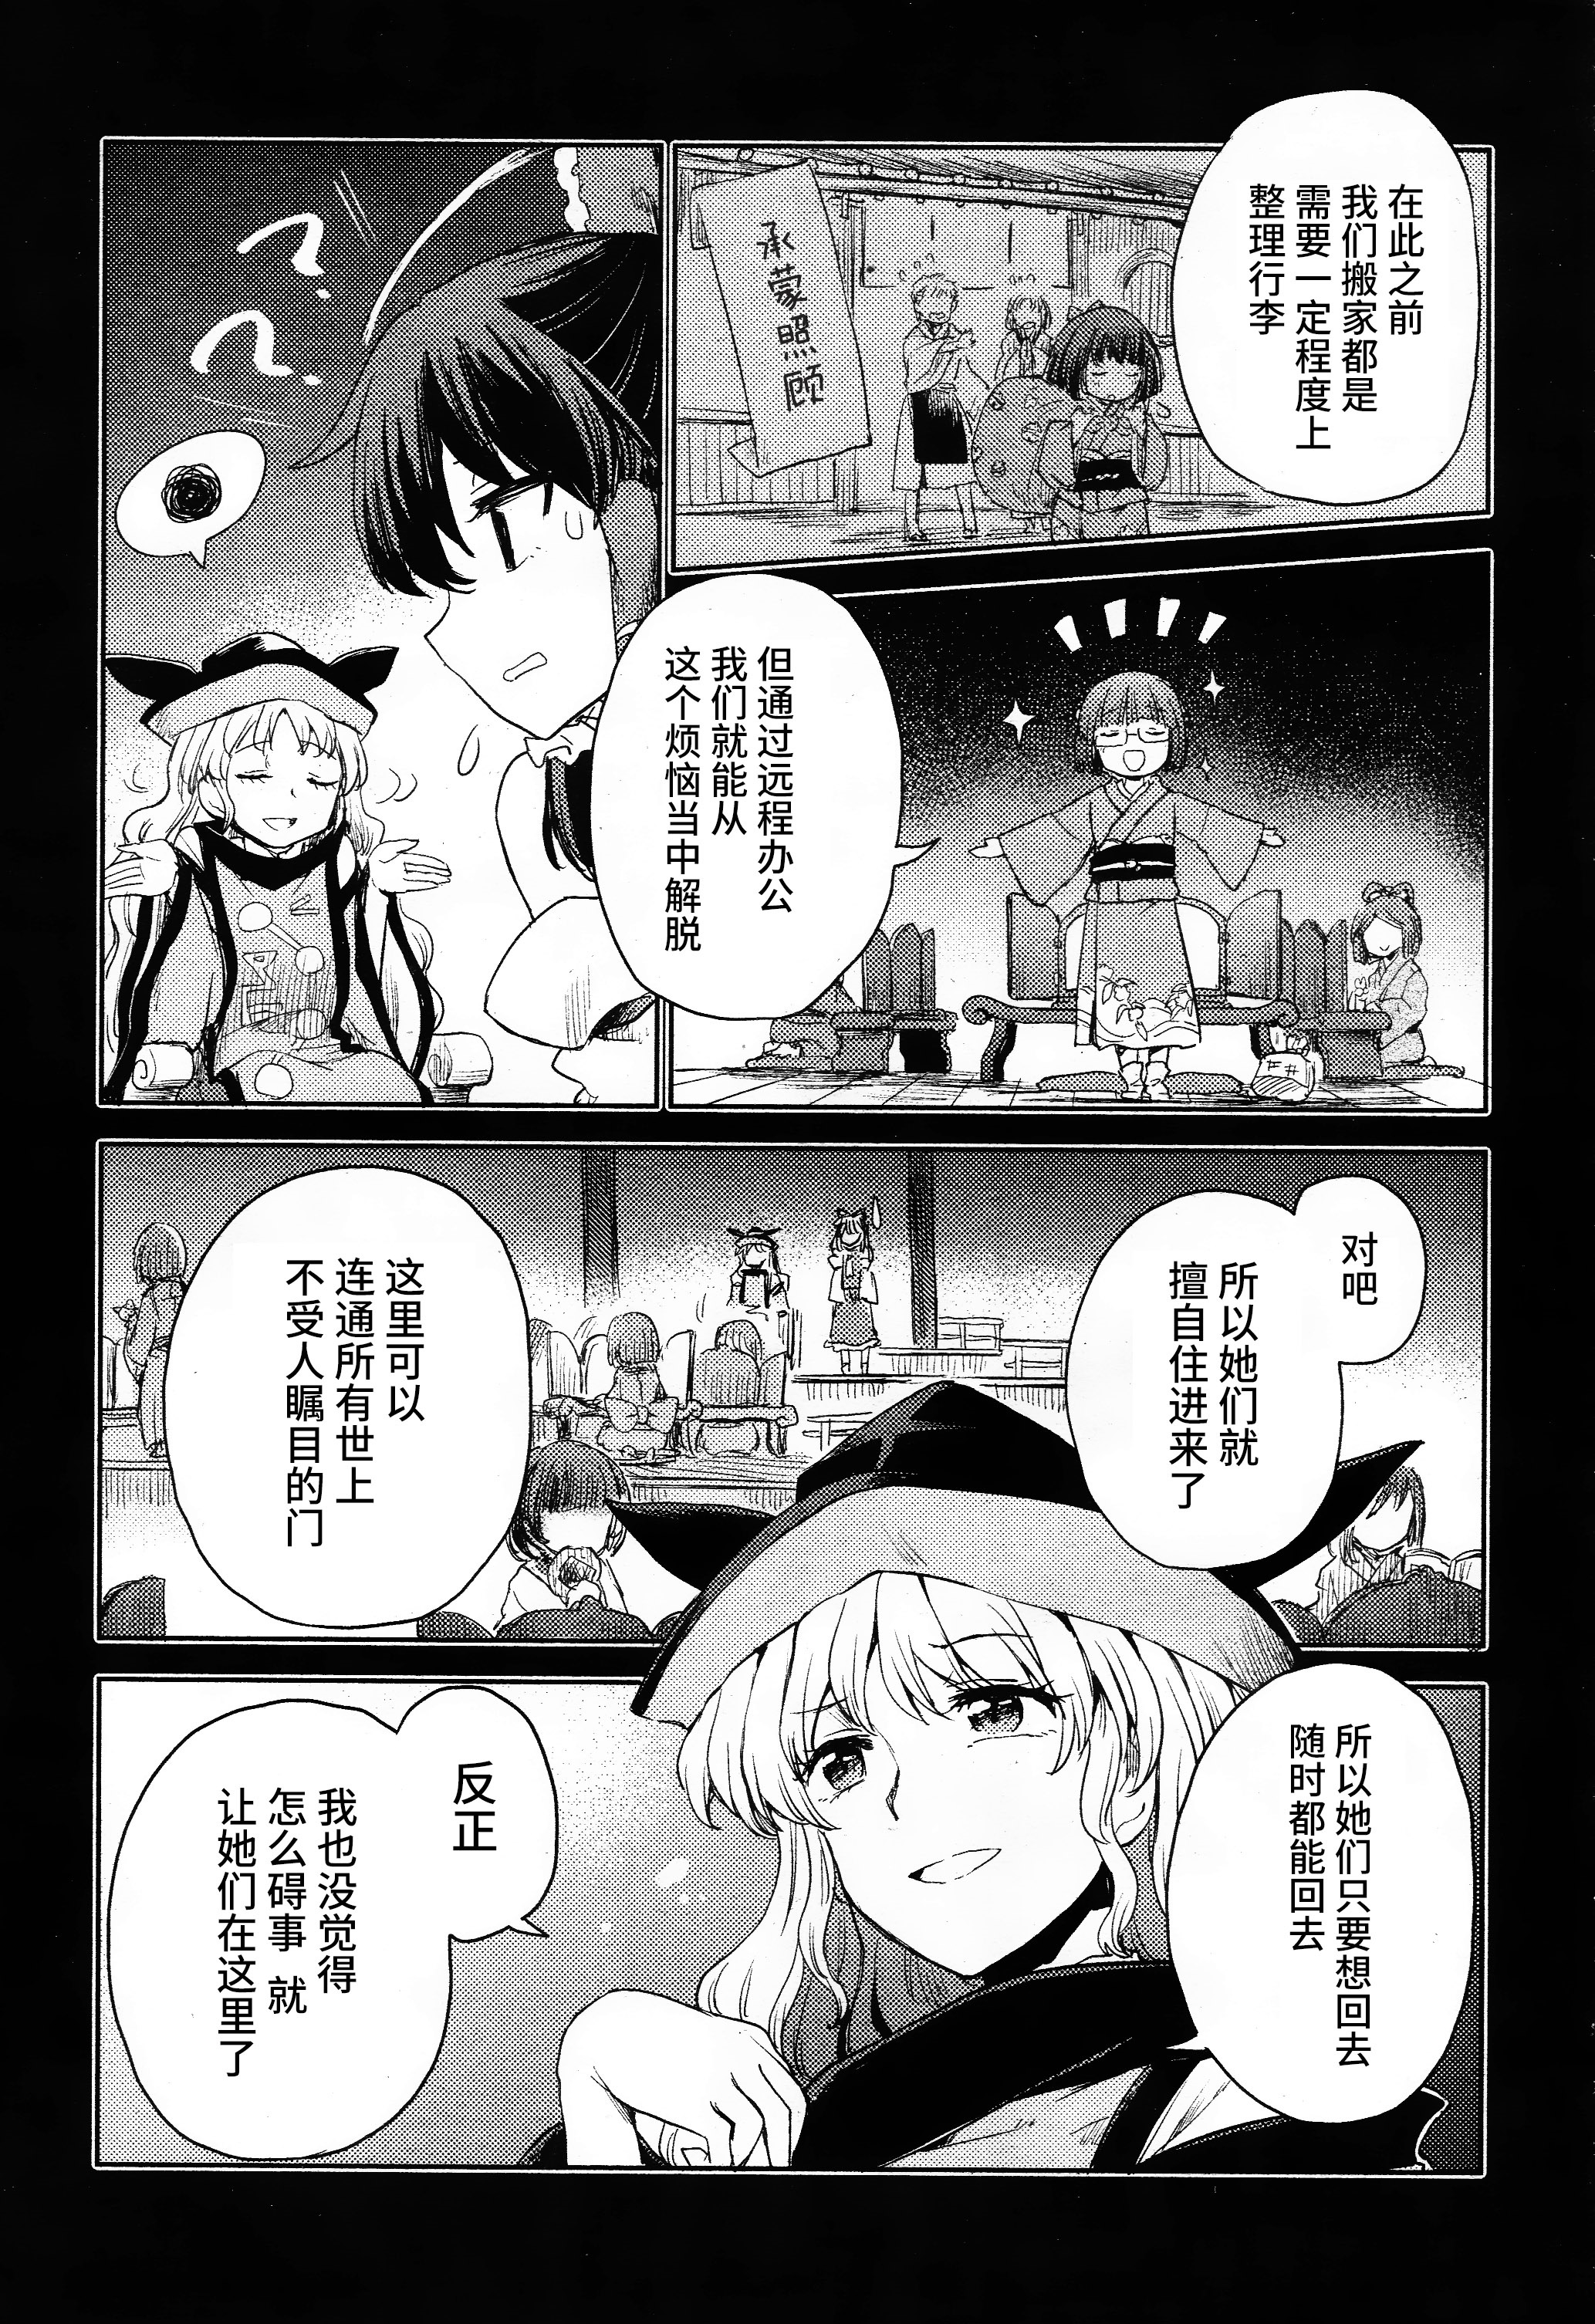 在此之前
我们搬家都是
需要一定程度上
整理行李
承蒙照顾
但通过远程办公
我们就能从
这个烦恼当中解脱
?
?
对吧
所以她们就
擅自住进来了
这里可以
连通所有世上
不受人瞩目的门
所以她们只要想回去
随时都能回去
反正
我也没觉得
怎么碍事 就
让她们在这里了